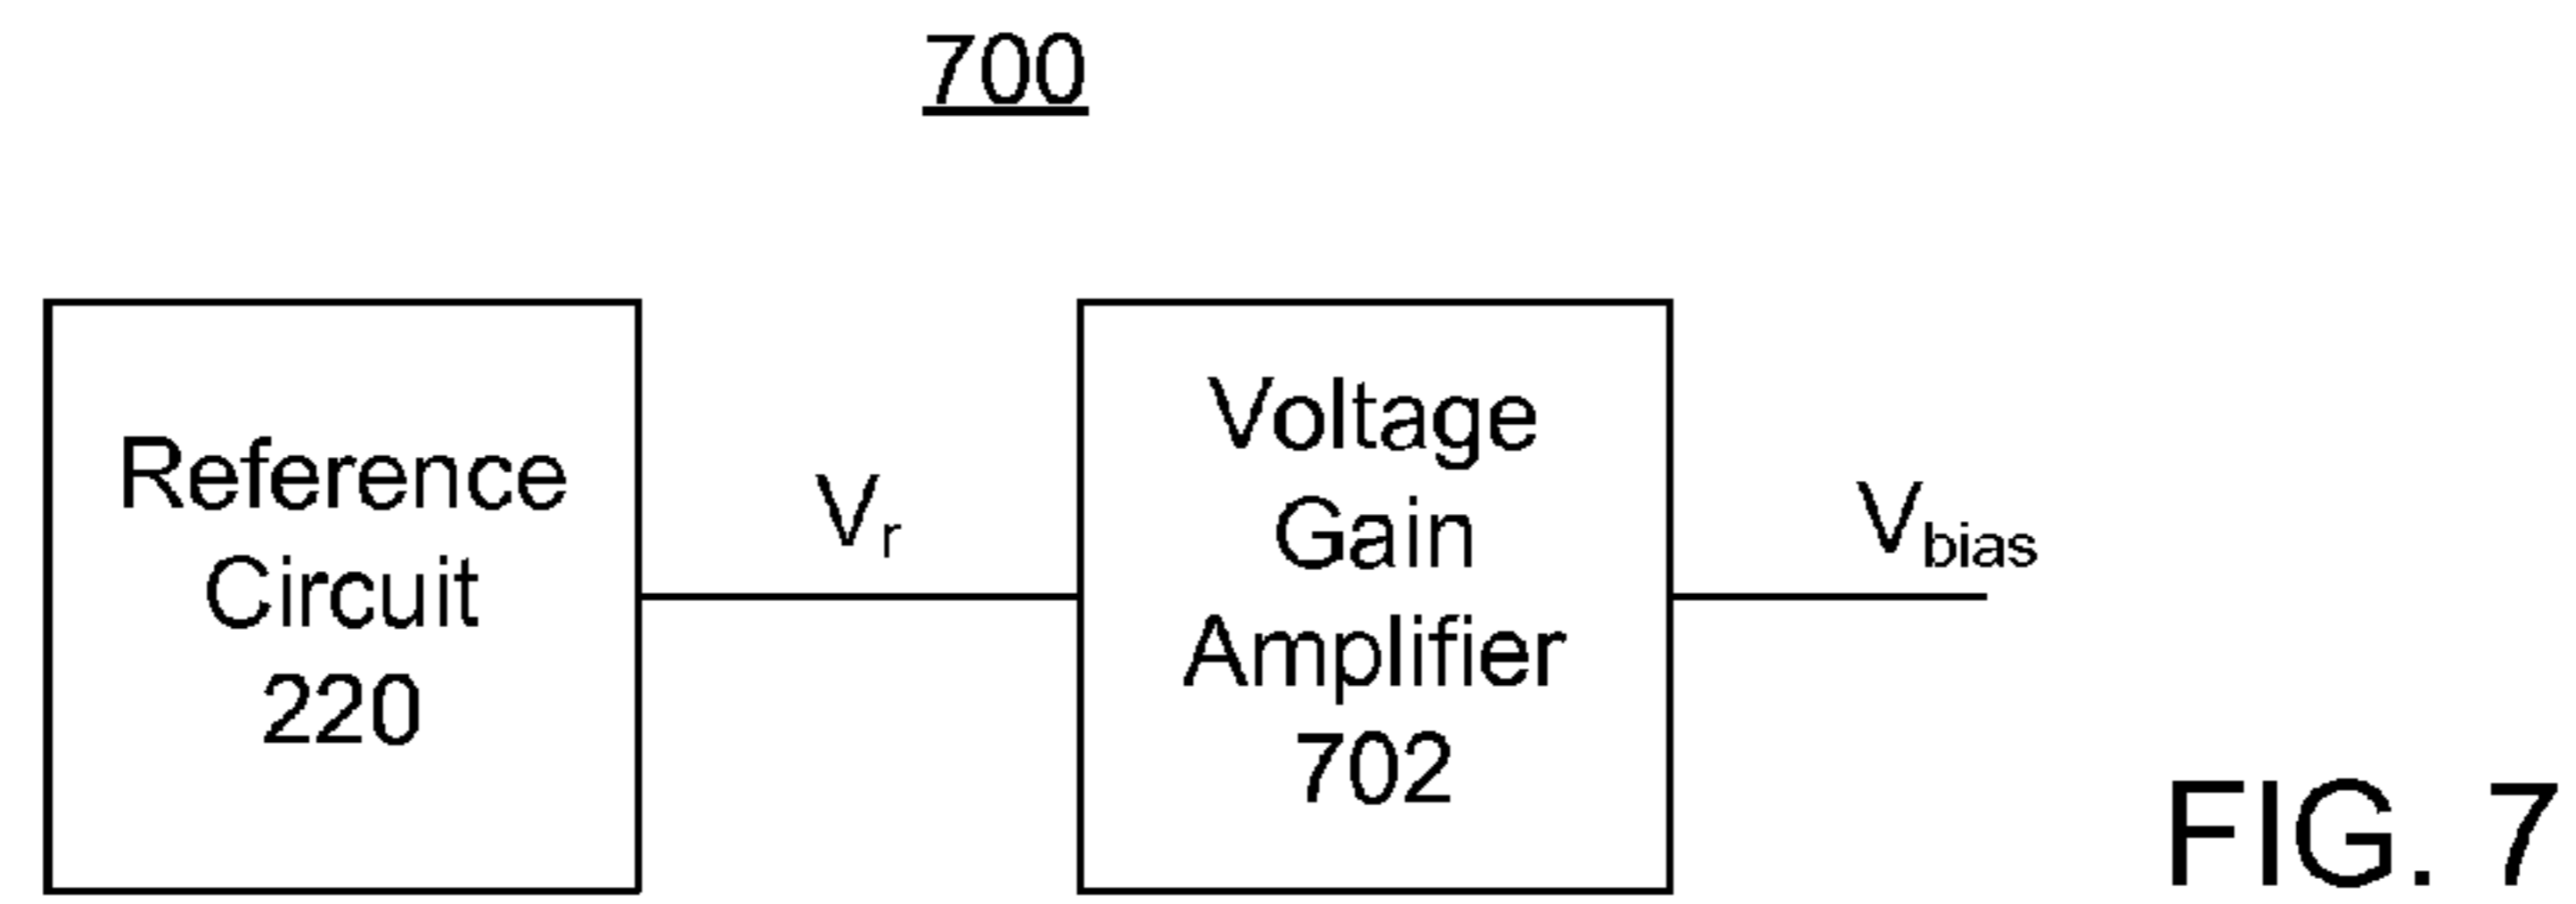 700
Reference
Circuit
220
Vr
Voltage
Gain
Amplifier
702
Vbias
FIG. 7